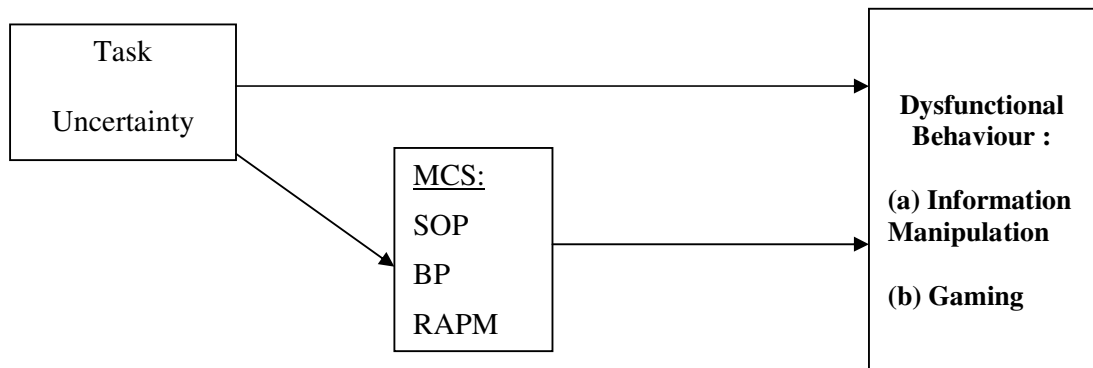 Task
Uncertainty
MCS:
SOP
BP
RAPM
Dysfunctional
Behaviour :
(a) Information
Manipulation
(b) Gaming